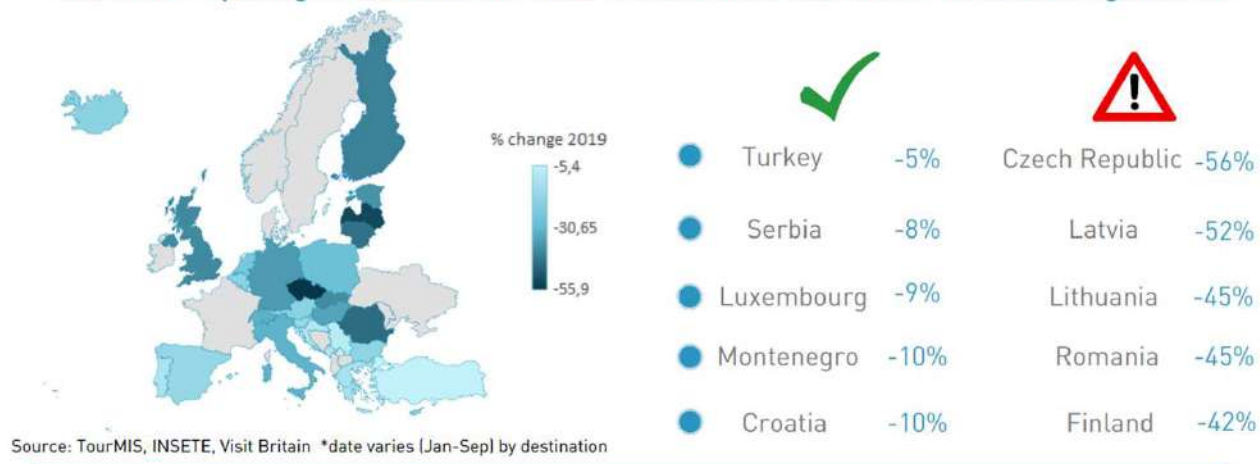 % change 2019
-5,4
-30,65
-55,9
Turkey -5%
Serbia -8%
Luxembourg -9%
Montenegro -10%
Croatia -10%
Czech Republic -56%
Latvia -52%
Lithuania -45%
Romania -45%
Finland -42%
Source: TourMIS, INSETE, Visit Britain *date varies (Jan-Sep) by destination